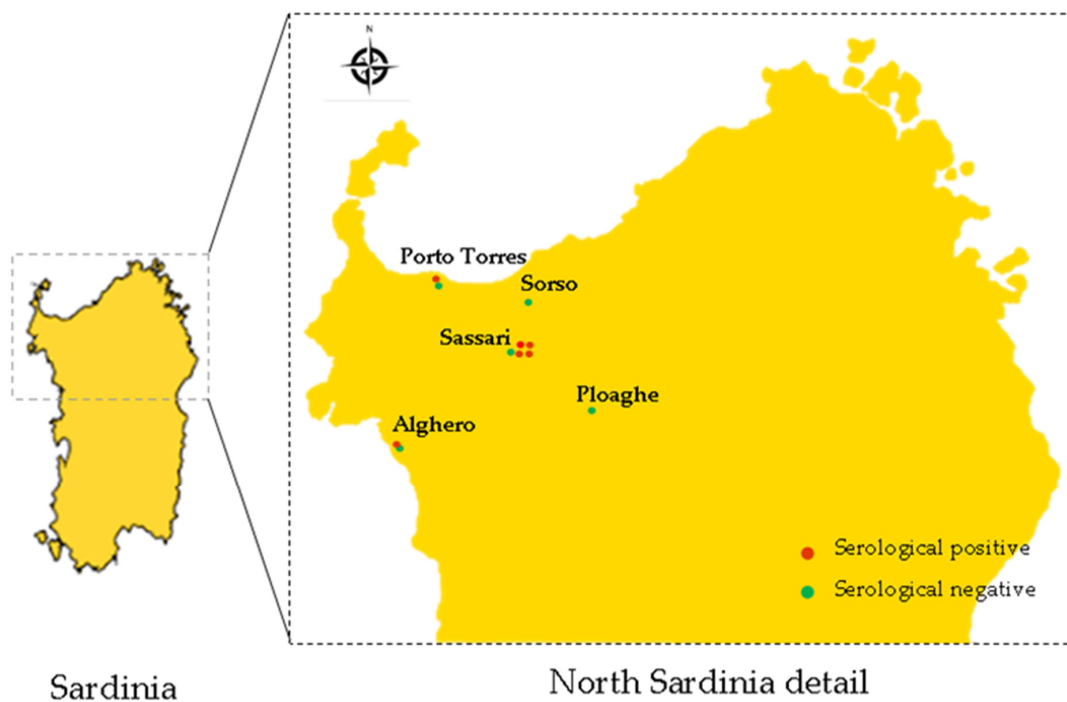 N
Porto Torres
Sorso
Sassari
Ploaghe
Alghero
Serological positive
Serological negative
Sardinia
North Sardinia detail